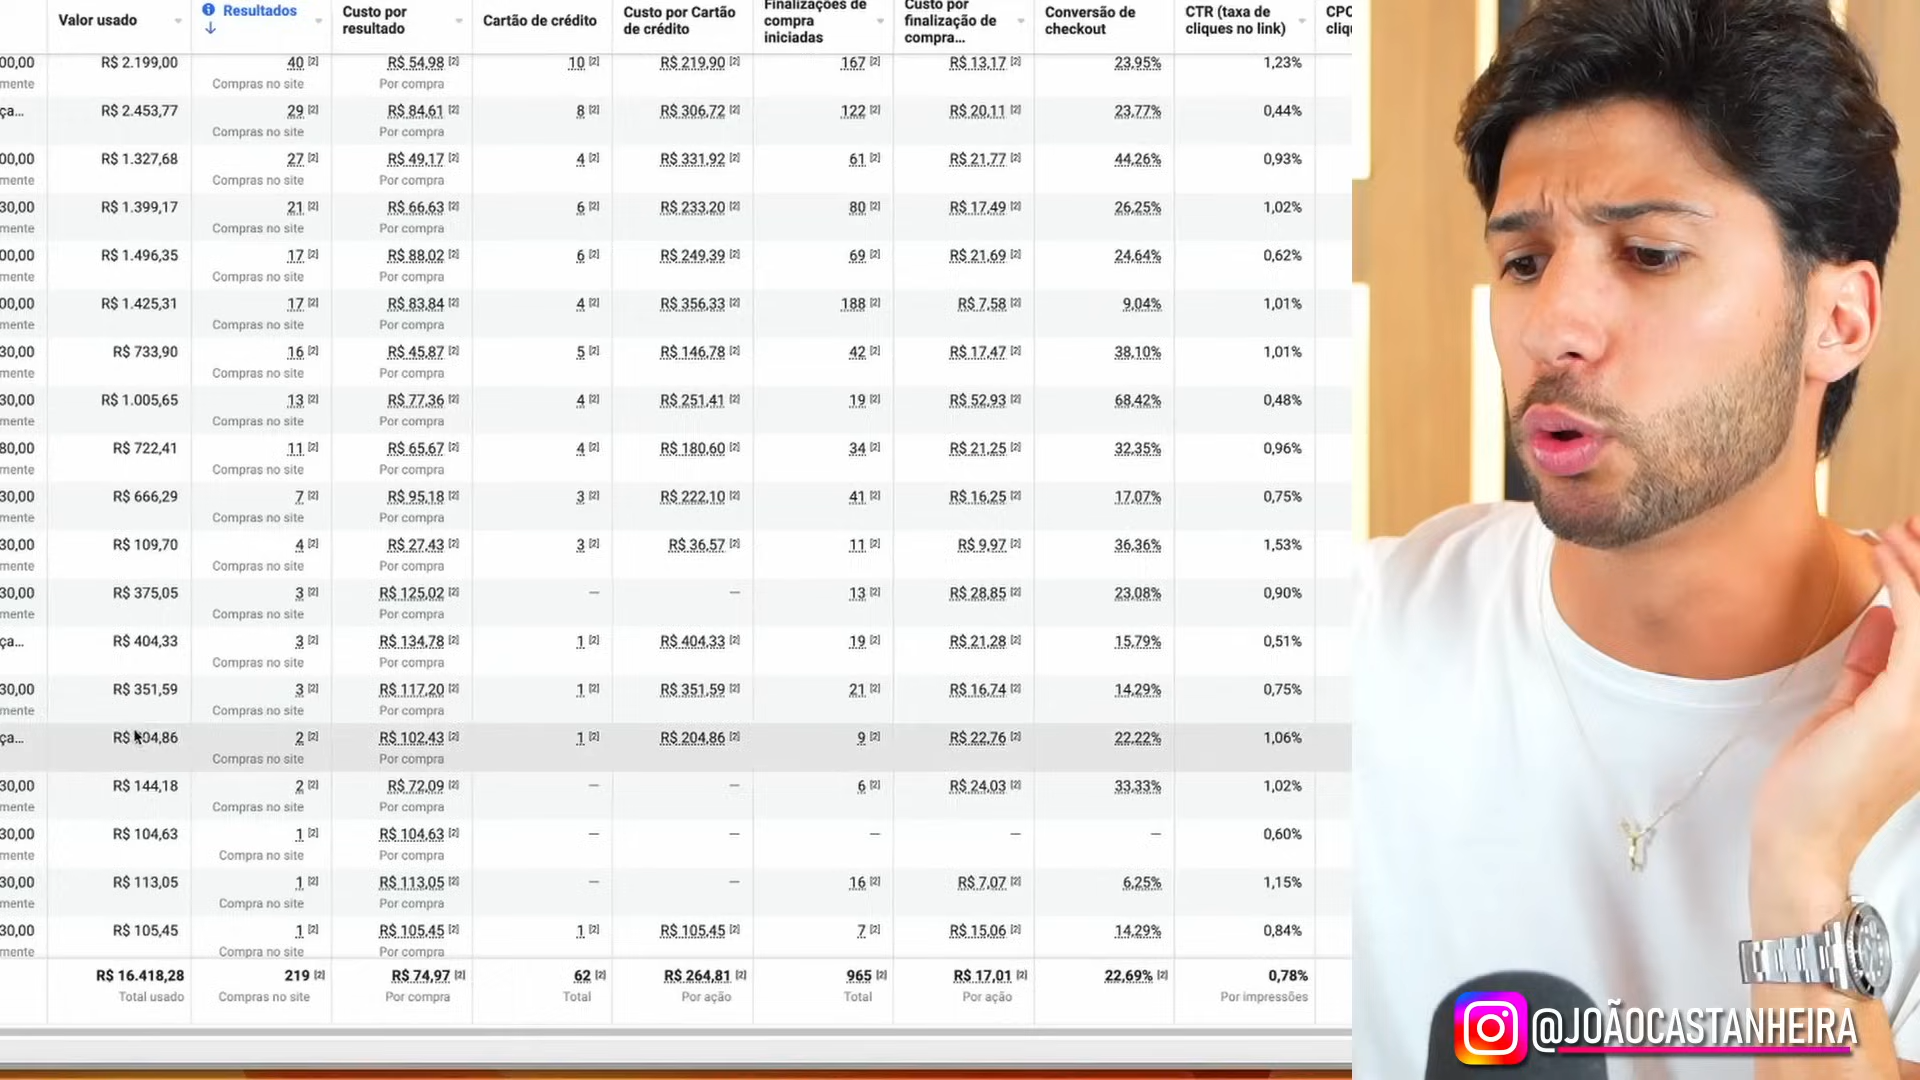 Valor usado Resultados Custo por resultado Cartão de crédito Custo por Cartão de crédito Finalizações de compra iniciadas Custo por finalização de compra... Conversão de checkout CTR (taxa de cliques no link) CPC
00,00 R$ 2.199,00 40 [2] R$ 54,98 [2] 10 [2] R$ 219,90 [2] 167 [2] R$ 13,17 [2] 23,95% 1,23%
mente Compras no site Por compra
ça... R$ 2.453,77 29 [2] R$ 84,61 [2] 8 [2] R$ 306,72 [2] 122 [2] R$ 20,11 [2] 23,77% 0,44%
Compras no site Por compra
00,00 R$ 1.327,68 27 [2] R$ 49,17 [2] 4 [2] R$ 331,92 [2] 61 [2] R$ 21,77 [2] 44,26% 0,93%
mente Compras no site Por compra
30,00 R$ 1.399,17 21 [2] R$ 66,63 [2] 6 [2] R$ 233,20 [2] 80 [2] R$ 17,49 [2] 26,25% 1,02%
mente Compras no site Por compra
00,00 R$ 1.496,35 17 [2] R$ 88,02 [2] 6 [2] R$ 249,39 [2] 69 [2] R$ 21,69 [2] 24,64% 0,62%
mente Compras no site Por compra
00,00 R$ 1.425,31 17 [2] R$ 83,84 [2] 4 [2] R$ 356,33 [2] 188 [2] R$ 7,58 [2] 9,04% 1,01%
mente Compras no site Por compra
30,00 R$ 733,90 16 [2] R$ 45,87 [2] 5 [2] R$ 146,78 [2] 42 [2] R$ 17,47 [2] 38,10% 1,01%
mente Compras no site Por compra
30,00 R$ 1.005,65 13 [2] R$ 77,36 [2] 4 [2] R$ 251,41 [2] 19 [2] R$ 52,93 [2] 68,42% 0,48%
mente Compras no site Por compra
80,00 R$ 722,41 11 [2] R$ 65,67 [2] 4 [2] R$ 180,60 [2] 34 [2] R$ 21,25 [2] 32,35% 0,96%
mente Compras no site Por compra
30,00 R$ 666,29 7 [2] R$ 95,18 [2] 3 [2] R$ 222,10 [2] 41 [2] R$ 16,25 [2] 17,07% 0,75%
mente Compras no site Por compra
30,00 R$ 109,70 4 [2] R$ 27,43 [2] 3 [2] R$ 36,57 [2] 11 [2] R$ 9,97 [2] 36,36% 1,53%
mente Compras no site Por compra
30,00 R$ 375,05 3 [2] R$ 125,02 [2] — — 13 [2] R$ 28,85 [2] 23,08% 0,90%
mente Compras no site Por compra
ça... R$ 404,33 3 [2] R$ 134,78 [2] 1 [2] R$ 404,33 [2] 19 [2] R$ 21,28 [2] 15,79% 0,51%
Compras no site Por compra
30,00 R$ 351,59 3 [2] R$ 117,20 [2] 1 [2] R$ 351,59 [2] 21 [2] R$ 16,74 [2] 14,29% 0,75%
mente Compras no site Por compra
ça... R$ 04,86 2 [2] R$ 102,43 [2] 1 [2] R$ 204,86 [2] 9 [2] R$ 22,76 [2] 22,22% 1,06%
Compras no site Por compra
30,00 R$ 144,18 2 [2] R$ 72,09 [2] — — 6 [2] R$ 24,03 [2] 33,33% 1,02%
mente Compras no site Por compra
30,00 R$ 104,63 1 [2] R$ 104,63 [2] — — — — — 0,60%
mente Compra no site Por compra
30,00 R$ 113,05 1 [2] R$ 113,05 [2] — — 16 [2] R$ 7,07 [2] 6,25% 1,15%
mente Compra no site Por compra
30,00 R$ 105,45 1 [2] R$ 105,45 [2] 1 [2] R$ 105,45 [2] 7 [2] R$ 15,06 [2] 14,29% 0,84%
mente Compra no site Por compra
R$ 16.418,28 219 [2] R$ 74,97 [2] 62 [2] R$ 264,81 [2] 965 [2] R$ 17,01 [2] 22,69% [2] 0,78%
Total usado Compras no site Por compra Total Por ação Total Por ação Por impressões
@JOÃOCASTANHEIRA